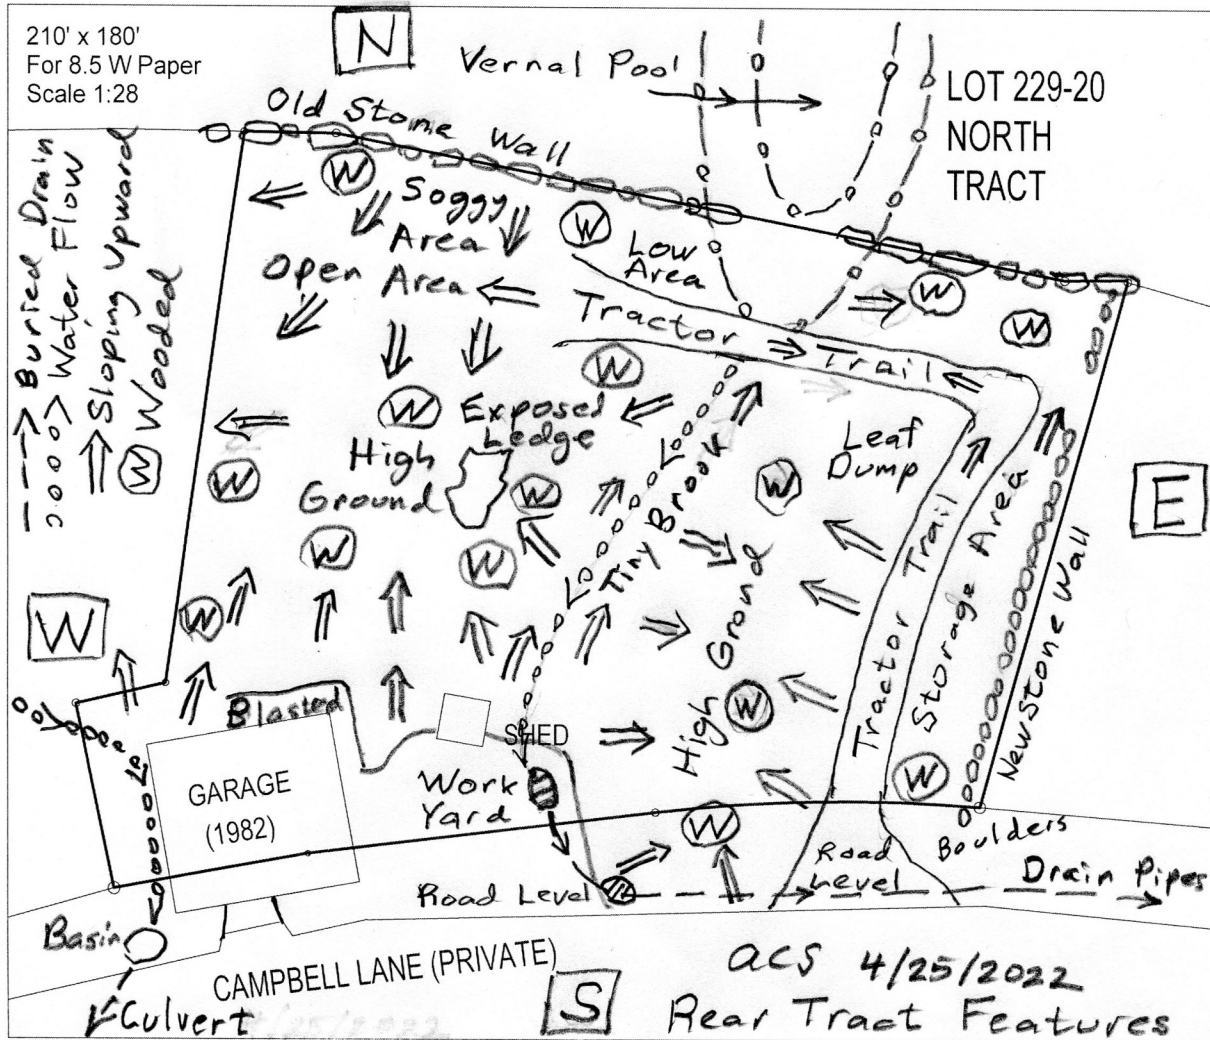 210' x 180'
For 8.5 W Paper
Scale 1:28
N
Vernal Pool
LOT 229-20
NORTH
TRACT
Old Stone Wall
Buried Drain
Water Flow
Sloping Upward
W Wooded
W
Soggy
Area
W
Low
Area
Open Area
W
Tractor Trail
W
W
W
Exposed
Ledge
High
Ground
W
W
W
W
W
Leaf
Dump
E
Tiny Brook
High Ground
Tractor Trail
Storage Area
New Stone Wall
W
W
Blasted
SHED
W
W
GARAGE
(1982)
Work
Yard
W
Boulders
Road
Level
Road Level
Drain Pipes
Basin
CAMPBELL LANE (PRIVATE)
Culvert
S
acs 4/25/2022
Rear Tract Features